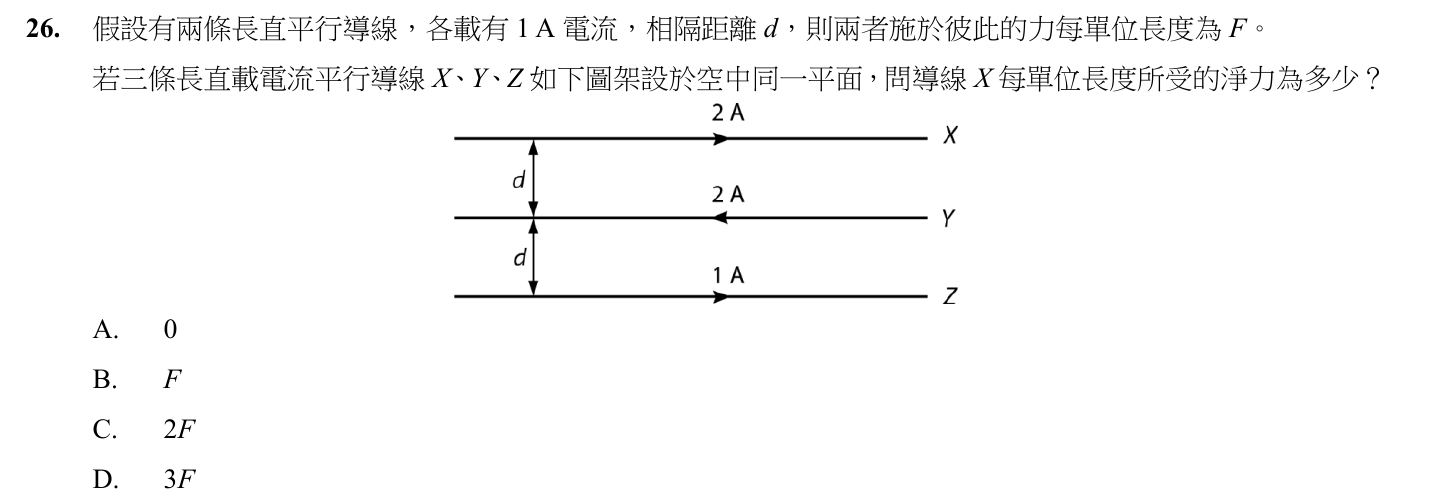 26. 假設有兩條長直平行導線，各載有 1 A 電流，相隔距離 d，則兩者施於彼此的力每單位長度為 F。
若三條長直載電流平行導線 X、Y、Z 如下圖架設於空中同一平面，問導線 X 每單位長度所受的淨力為多少？
2 A
X
d
2 A
Y
d
1 A
Z
A. 0
B. F
C. 2F
D. 3F